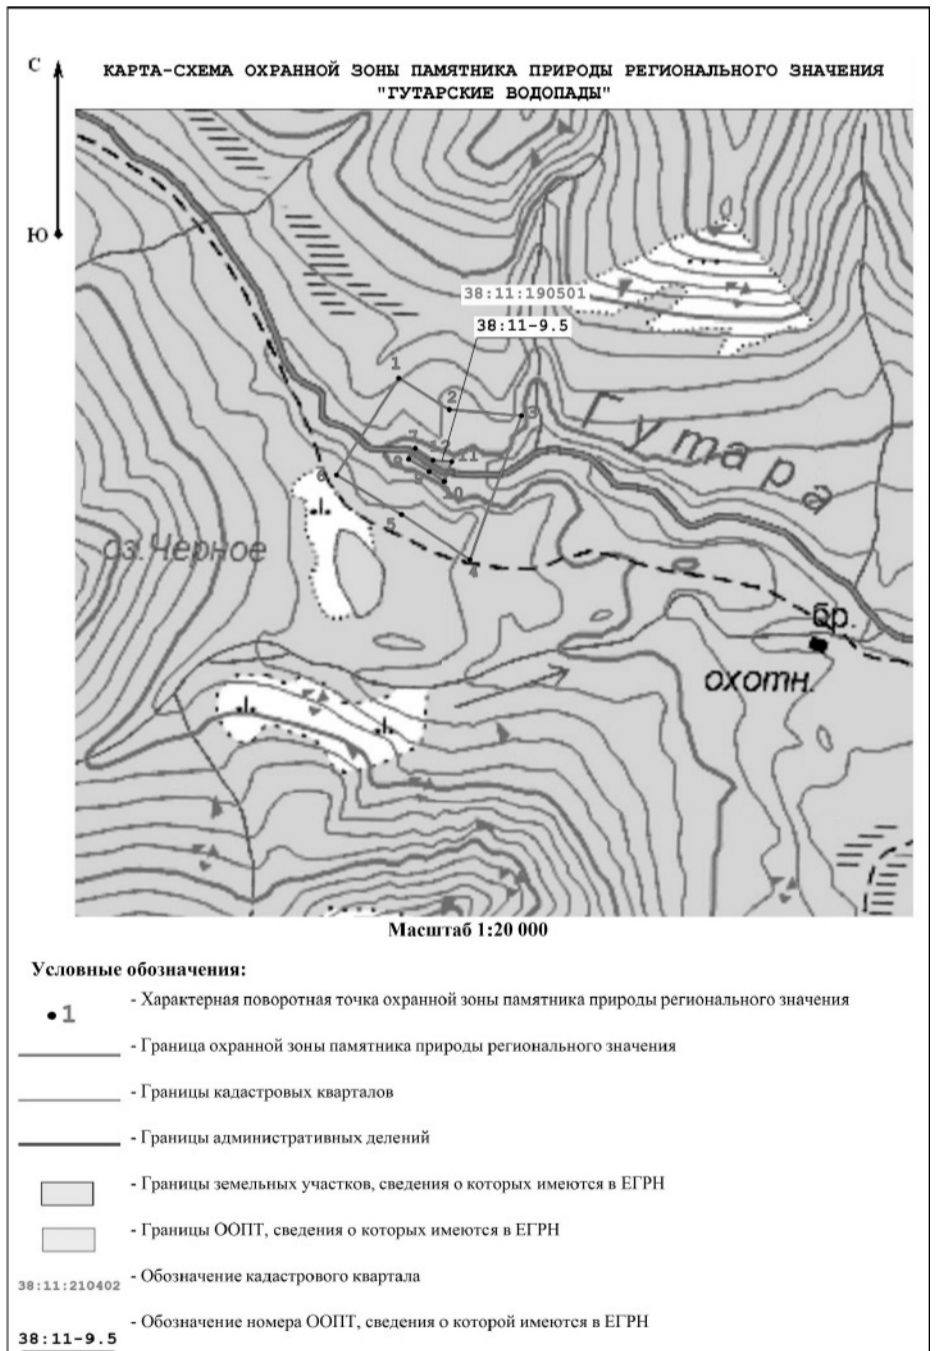 С
КАРТА-СХЕМА ОХРАННОЙ ЗОНЫ ПАМЯТНИКА ПРИРОДЫ РЕГИОНАЛЬНОГО ЗНАЧЕНИЯ
"ГУТАРСКИЕ ВОДОПАДЫ"
Ю
38:11:190501
38:11-9.5
1
2
3
Гутара
7
12
11
8
6
9
10
5
оз.Черное
4
бр.
охотн.
Масштаб 1:20 000
Условные обозначения:
1 - Характерная поворотная точка охранной зоны памятника природы регионального значения
- Граница охранной зоны памятника природы регионального значения
- Границы кадастровых кварталов
- Границы административных делений
- Границы земельных участков, сведения о которых имеются в ЕГРН
- Границы ООПТ, сведения о которых имеются в ЕГРН
38:11:210402 - Обозначение кадастрового квартала
38:11-9.5 - Обозначение номера ООПТ, сведения о которой имеются в ЕГРН